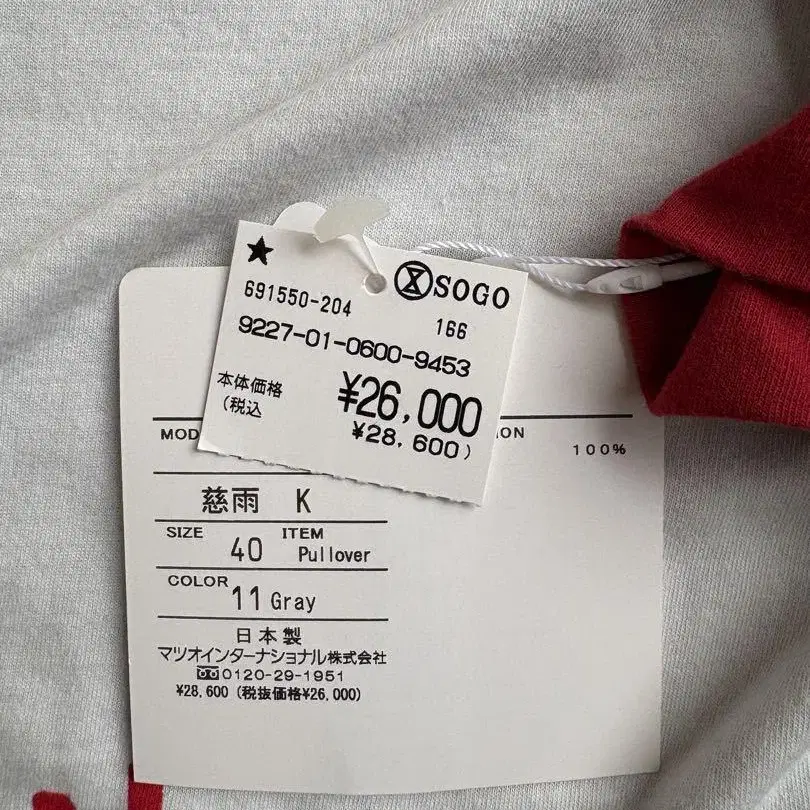 ★
SOGO
691550-204
166
9227-01-0600-9453
本体価格 ¥26,000
(税込 ¥28,600)
100%
慈雨 K
SIZE 40 ITEM Pullover
COLOR 11 Gray
日本製
マツオインターナショナル株式会社
0120-29-1951
¥28,600 (税抜価格¥26,000)